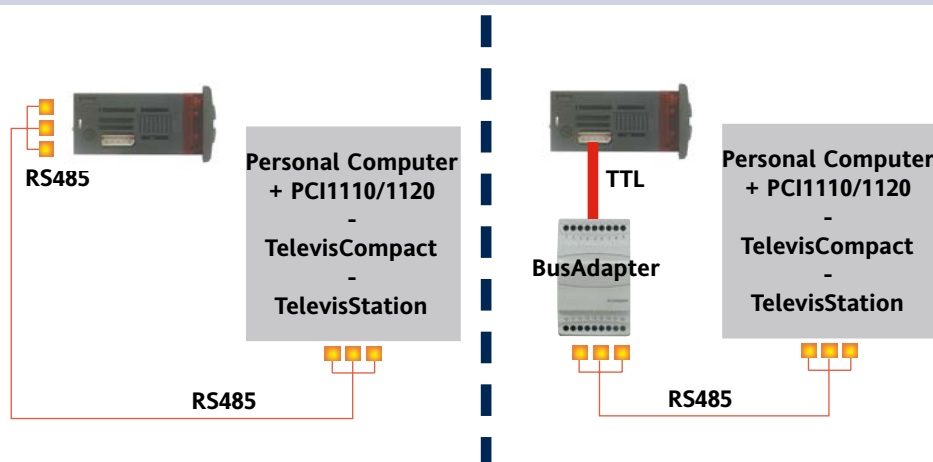 RS485
Personal Computer
+ PCI1110/1120
-
TelevisCompact
-
TelevisStation
RS485
TTL
BusAdapter
Personal Computer
+ PCI1110/1120
-
TelevisCompact
-
TelevisStation
RS485